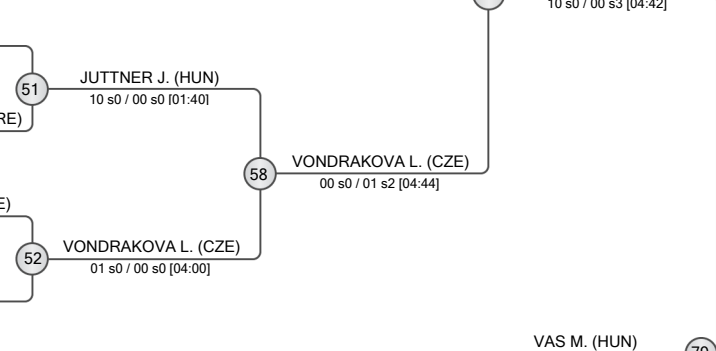 10 s0 / 00 s3 [04:42]
JUTTNER J. (HUN)
51
10 s0 / 00 s0 [01:40]
RE)
VONDRAKOVA L. (CZE)
58
00 s0 / 01 s2 [04:44]
E)
VONDRAKOVA L. (CZE)
52
01 s0 / 00 s0 [04:00]
VAS M. (HUN)